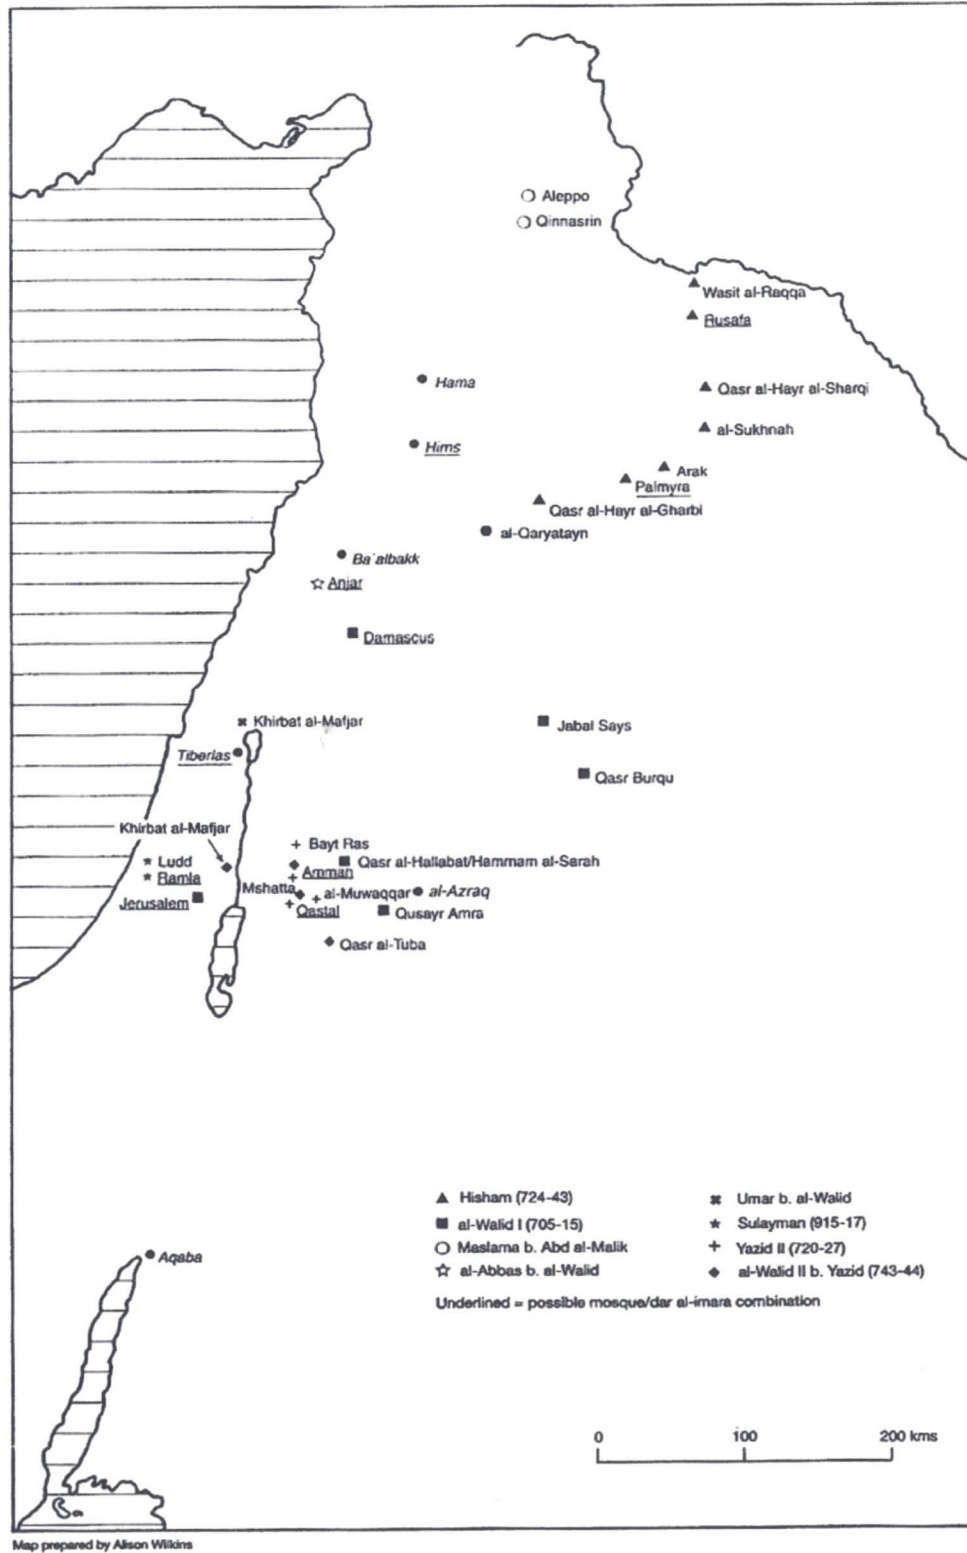 Aleppo
Qinnasrin
Wasit al-Raqqa
Rusafa
Hama
Qasr al-Hayr al-Sharqi
Hims
al-Sukhnah
Arak
Palmyra
Qasr al-Hayr al-Gharbi
al-Qaryatayn
Ba'albakk
Anjar
Damascus
Khirbat al-Mafjar
Jabal Says
Tiberias
Qasr Burqu
Khirbat al-Mafjar
Bayt Ras
Ludd
Qasr al-Hallabat/Hammam al-Sarah
Amman
Ramla
Mshatta
al-Muwaqqar
al-Azraq
Jerusalem
Qastal
Qusayr Amra
Qasr al-Tuba
Hisham (724-43)
al-Walid I (705-15)
Maslama b. Abd al-Malik
al-Abbas b. al-Walid
Umar b. al-Walid
Sulayman (915-17)
Yazid II (720-27)
al-Walid II b. Yazid (743-44)
Underlined = possible mosque/dar al-imara combination
Aqaba
0 100 200 kms
Map prepared by Alison Wilkins